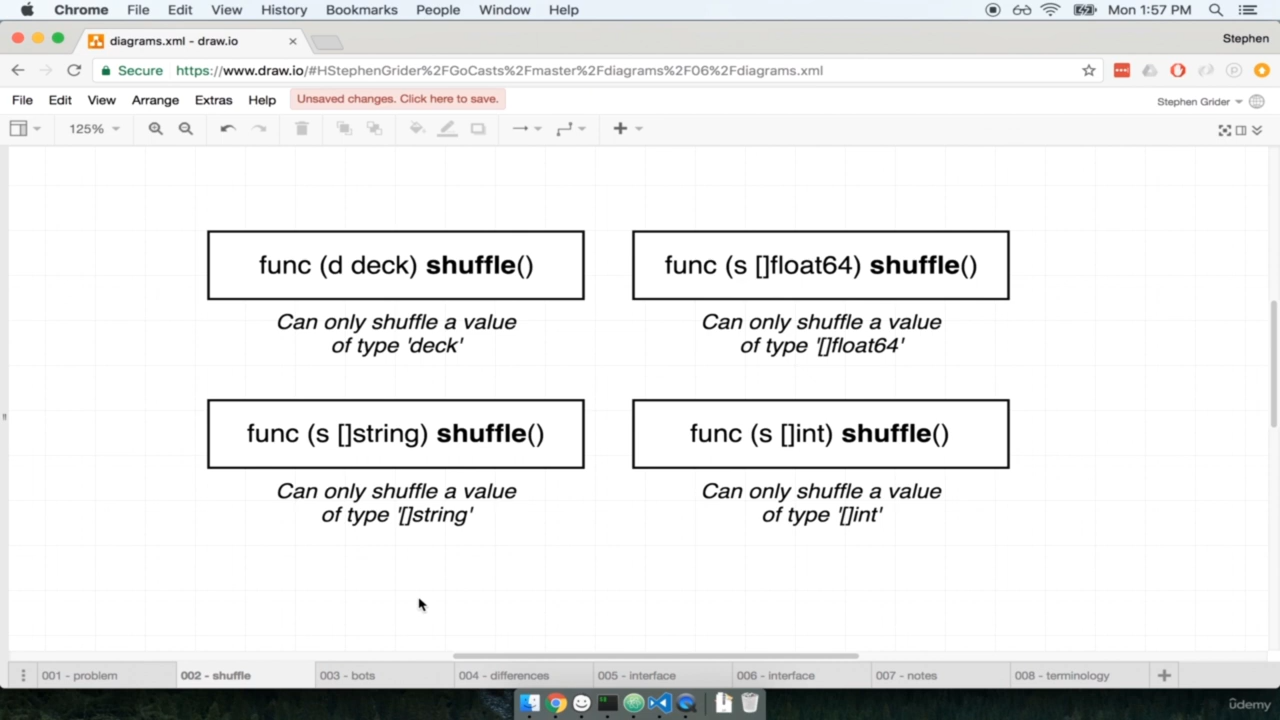 Chrome File Edit View History Bookmarks People Window Help Mon 1:57 PM
diagrams.xml - draw.io Stephen
Secure https://www.draw.io/#HStephenGrider%2FGoCasts%2Fmaster%2Fdiagrams%2F06%2Fdiagrams.xml
File Edit View Arrange Extras Help Unsaved changes. Click here to save. Stephen Grider
125%
func (d deck) shuffle()
Can only shuffle a value
of type 'deck'
func (s []float64) shuffle()
Can only shuffle a value
of type '[]float64'
func (s []string) shuffle()
Can only shuffle a value
of type '[]string'
func (s []int) shuffle()
Can only shuffle a value
of type '[]int'
001 - problem 002 - shuffle 003 - bots 004 - differences 005 - interface 006 - interface 007 - notes 008 - terminology
ûdemy